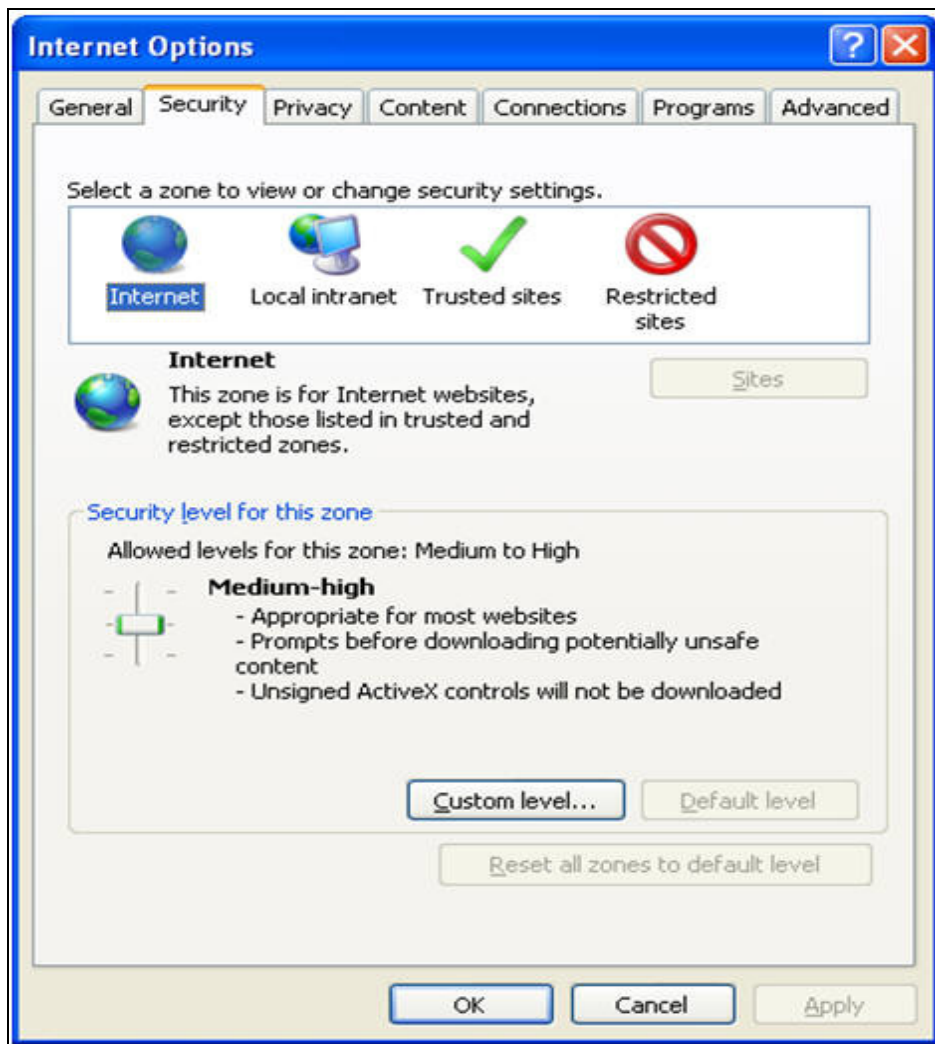 Internet Options
General Security Privacy Content Connections Programs Advanced
Select a zone to view or change security settings.
Internet Local intranet Trusted sites Restricted
sites
Internet
Sites
This zone is for Internet websites,
except those listed in trusted and
restricted zones.
Security level for this zone
Allowed levels for this zone: Medium to High
Medium-high
- Appropriate for most websites
- Prompts before downloading potentially unsafe
content
- Unsigned ActiveX controls will not be downloaded
Custom level... Default level
Reset all zones to default level
OK Cancel Apply